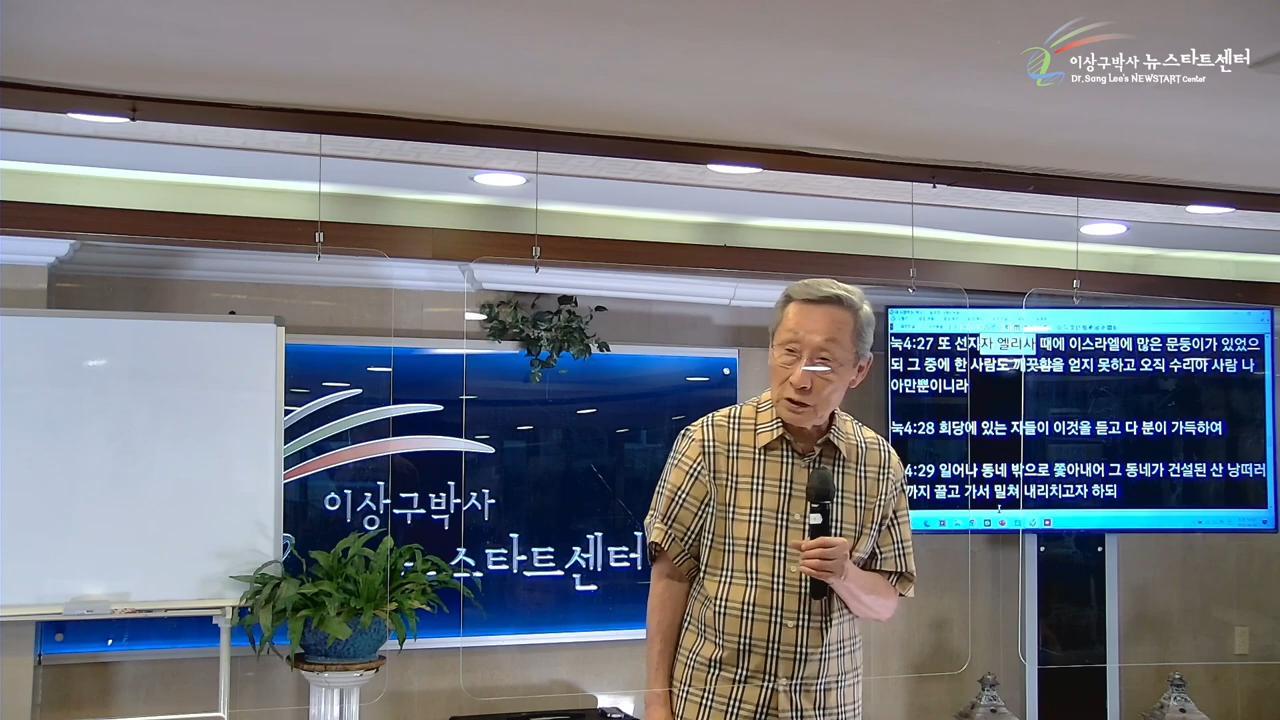 이상구박사 뉴스타트센터
Dr. Sang Lee's NEWSTART Center
눅4:27 또 선지자 엘리사 때에 이스라엘에 많은 문둥이가 있었으
되 그 중에 한 사람도 깨끗함을 얻지 못하고 오직 수리아 사람 나
아만뿐이니라
눅4:28 회당에 있는 자들이 이것을 듣고 다 분이 가득하여
4:29 일어나 동네 밖으로 쫓아내어 그 동네가 건설된 산 낭떠러
까지 끌고 가서 밀쳐 내리치고자 하되
이상구박사
스타트센터